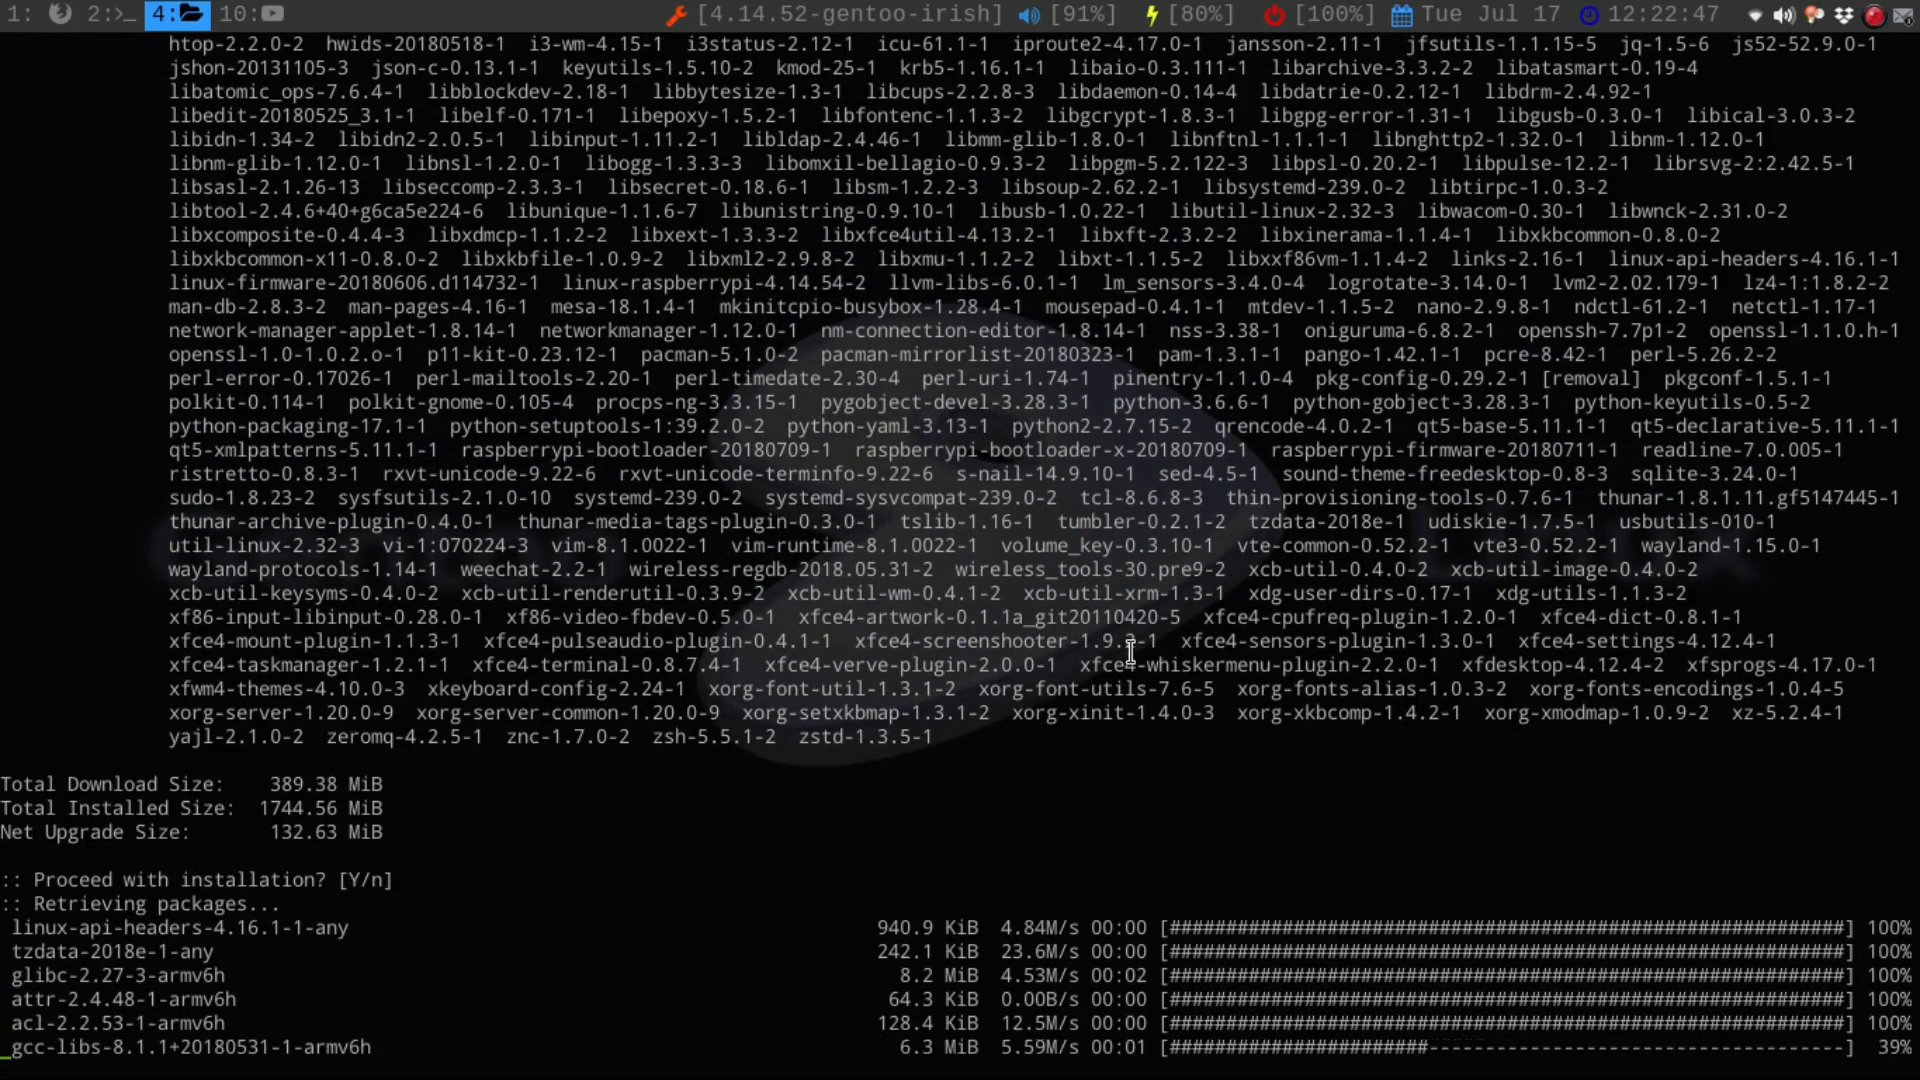 1: 2:>_ 4: 10: [4.14.52-gentoo-irish] [91%] [80%] [100%] Tue Jul 17 12:22:47
htop-2.2.0-2 hwids-20180518-1 i3-wm-4.15-1 i3status-2.12-1 icu-61.1-1 iproute2-4.17.0-1 jansson-2.11-1 jfsutils-1.1.15-5 jq-1.5-6 js52-52.9.0-1
jshon-20131105-3 json-c-0.13.1-1 keyutils-1.5.10-2 kmod-25-1 krb5-1.16.1-1 libaio-0.3.111-1 libarchive-3.3.2-2 libatasmart-0.19-4
libatomic_ops-7.6.4-1 libblockdev-2.18-1 libbytesize-1.3-1 libcups-2.2.8-3 libdaemon-0.14-4 libdatrie-0.2.12-1 libdrm-2.4.92-1
libedit-20180525_3.1-1 libelf-0.171-1 libepoxy-1.5.2-1 libfontenc-1.1.3-2 libgcrypt-1.8.3-1 libgpg-error-1.31-1 libgusb-0.3.0-1 libical-3.0.3-2
libidn-1.34-2 libidn2-2.0.5-1 libinput-1.11.2-1 libldap-2.4.46-1 libmm-glib-1.8.0-1 libnftnl-1.1.1-1 libnghttp2-1.32.0-1 libnm-1.12.0-1
libnm-glib-1.12.0-1 libnsl-1.2.0-1 libogg-1.3.3-3 libomxil-bellagio-0.9.3-2 libpgm-5.2.122-3 libpsl-0.20.2-1 libpulse-12.2-1 librsvg-2:2.42.5-1
libsasl-2.1.26-13 libseccomp-2.3.3-1 libsecret-0.18.6-1 libsm-1.2.2-3 libsoup-2.62.2-1 libsystemd-239.0-2 libtirpc-1.0.3-2
libtool-2.4.6+40+g6ca5e224-6 libunique-1.1.6-7 libunistring-0.9.10-1 libusb-1.0.22-1 libutil-linux-2.32-3 libwacom-0.30-1 libwnck-2.31.0-2
libxcomposite-0.4.4-3 libxdmcp-1.1.2-2 libxext-1.3.3-2 libxfce4util-4.13.2-1 libxft-2.3.2-2 libxinerama-1.1.4-1 libxkbcommon-0.8.0-2
libxkbcommon-x11-0.8.0-2 libxkbfile-1.0.9-2 libxml2-2.9.8-2 libxmu-1.1.2-2 libxt-1.1.5-2 libxxf86vm-1.1.4-2 links-2.16-1 linux-api-headers-4.16.1-1
linux-firmware-20180606.d114732-1 linux-raspberrypi-4.14.54-2 llvm-libs-6.0.1-1 lm_sensors-3.4.0-4 logrotate-3.14.0-1 lvm2-2.02.179-1 lz4-1:1.8.2-2
man-db-2.8.3-2 man-pages-4.16-1 mesa-18.1.4-1 mkinitcpio-busybox-1.28.4-1 mousepad-0.4.1-1 mtdev-1.1.5-2 nano-2.9.8-1 ndctl-61.2-1 netctl-1.17-1
network-manager-applet-1.8.14-1 networkmanager-1.12.0-1 nm-connection-editor-1.8.14-1 nss-3.38-1 oniguruma-6.8.2-1 openssh-7.7p1-2 openssl-1.1.0.h-1
openssl-1.0-1.0.2.o-1 p11-kit-0.23.12-1 pacman-5.1.0-2 pacman-mirrorlist-20180323-1 pam-1.3.1-1 pango-1.42.1-1 pcre-8.42-1 perl-5.26.2-2
perl-error-0.17026-1 perl-mailtools-2.20-1 perl-timedate-2.30-4 perl-uri-1.74-1 pinentry-1.1.0-4 pkg-config-0.29.2-1 [removal] pkgconf-1.5.1-1
polkit-0.114-1 polkit-gnome-0.105-4 procps-ng-3.3.15-1 pygobject-devel-3.28.3-1 python-3.6.6-1 python-gobject-3.28.3-1 python-keyutils-0.5-2
python-packaging-17.1-1 python-setuptools-1:39.2.0-2 python-yaml-3.13-1 python2-2.7.15-2 qrencode-4.0.2-1 qt5-base-5.11.1-1 qt5-declarative-5.11.1-1
qt5-xmlpatterns-5.11.1-1 raspberrypi-bootloader-20180709-1 raspberrypi-bootloader-x-20180709-1 raspberrypi-firmware-20180711-1 readline-7.0.005-1
ristretto-0.8.3-1 rxvt-unicode-9.22-6 rxvt-unicode-terminfo-9.22-6 s-nail-14.9.10-1 sed-4.5-1 sound-theme-freedesktop-0.8-3 sqlite-3.24.0-1
sudo-1.8.23-2 sysfsutils-2.1.0-10 systemd-239.0-2 systemd-sysvcompat-239.0-2 tcl-8.6.8-3 thin-provisioning-tools-0.7.6-1 thunar-1.8.1.11.gf5147445-1
thunar-archive-plugin-0.4.0-1 thunar-media-tags-plugin-0.3.0-1 tslib-1.16-1 tumbler-0.2.1-2 tzdata-2018e-1 udiskie-1.7.5-1 usbutils-010-1
util-linux-2.32-3 vi-1:070224-3 vim-8.1.0022-1 vim-runtime-8.1.0022-1 volume_key-0.3.10-1 vte-common-0.52.2-1 vte3-0.52.2-1 wayland-1.15.0-1
wayland-protocols-1.14-1 weechat-2.2-1 wireless-regdb-2018.05.31-2 wireless_tools-30.pre9-2 xcb-util-0.4.0-2 xcb-util-image-0.4.0-2
xcb-util-keysyms-0.4.0-2 xcb-util-renderutil-0.3.9-2 xcb-util-wm-0.4.1-2 xcb-util-xrm-1.3-1 xdg-user-dirs-0.17-1 xdg-utils-1.1.3-2
xf86-input-libinput-0.28.0-1 xf86-video-fbdev-0.5.0-1 xfce4-artwork-0.1.1a_git20110420-5 xfce4-cpufreq-plugin-1.2.0-1 xfce4-dict-0.8.1-1
xfce4-mount-plugin-1.1.3-1 xfce4-pulseaudio-plugin-0.4.1-1 xfce4-sensors-plugin-1.3.0-1 xfce4-settings-4.12.4-1
xfce4-taskmanager-1.2.1-1 xfce4-terminal-0.8.7.4-1 xfce4-verve-plugin-2.0.0-1 xfce4-whiskermenu-plugin-2.2.0-1 xfdesktop-4.12.4-2 xfsprogs-4.17.0-1
xfwm4-themes-4.10.0-3 xkeyboard-config-2.24-1 xorg-font-util-1.3.1-2 xorg-font-utils-7.6-5 xorg-fonts-alias-1.0.3-2 xorg-fonts-encodings-1.0.4-5
xorg-server-1.20.0-9 xorg-server-common-1.20.0-9 xorg-setxkbmap-1.3.1-2 xorg-xinit-1.4.0-3 xorg-xkbcomp-1.4.2-1 xorg-xmodmap-1.0.9-2 xz-5.2.4-1
yajl-2.1.0-2 zeromq-4.2.5-1 znc-1.7.0-2 zsh-5.5.1-2 zstd-1.3.5-1
Total Download Size: 389.38 MiB
Total Installed Size: 1744.56 MiB
Net Upgrade Size: 132.63 MiB
:: Proceed with installation? [Y/n]
:: Retrieving packages...
linux-api-headers-4.16.1-1-any 940.9 KiB 4.84M/s 00:00 [##########################################################] 100%
tzdata-2018e-1-any 242.1 KiB 23.6M/s 00:00 [##########################################################] 100%
glibc-2.27-3-armv6h 8.2 MiB 4.53M/s 00:02 [##########################################################] 100%
attr-2.4.48-1-armv6h 64.3 KiB 0.00B/s 00:00 [##########################################################] 100%
acl-2.2.53-1-armv6h 128.4 KiB 12.5M/s 00:00 [##########################################################] 100%
_gcc-libs-8.1.1+20180531-1-armv6h 6.3 MiB 5.59M/s 00:01 [#######################-------------------------------------] 39%